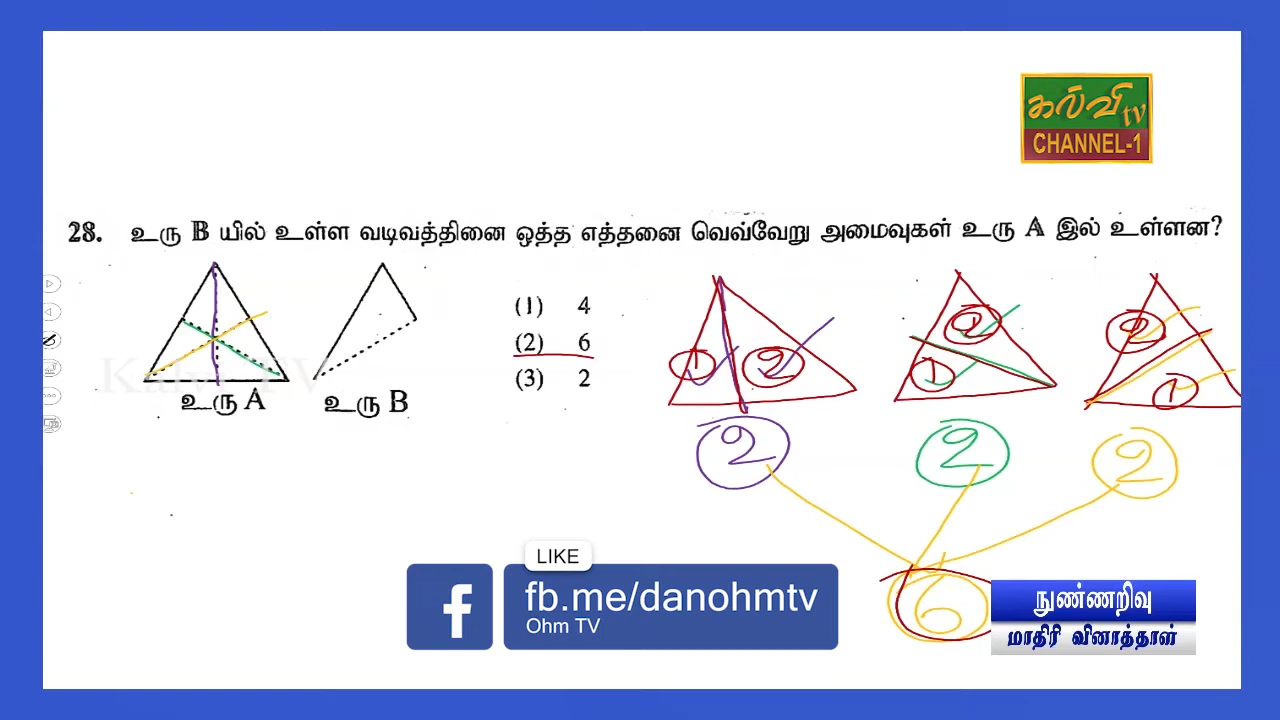 கல்வி tv
CHANNEL-1
28. உரு B யில் உள்ள வடிவத்தினை ஒத்த எத்தனை வெவ்வேறு அமைவுகள் உரு A இல் உள்ளன?
(1) 4
(2) 6
(3) 2
உரு A
உரு B
1 2
2 1
2 1
2 2 2
6
LIKE
fb.me/danohmtv
Ohm TV
நுண்ணறிவு
மாதிரி வினாத்தாள்